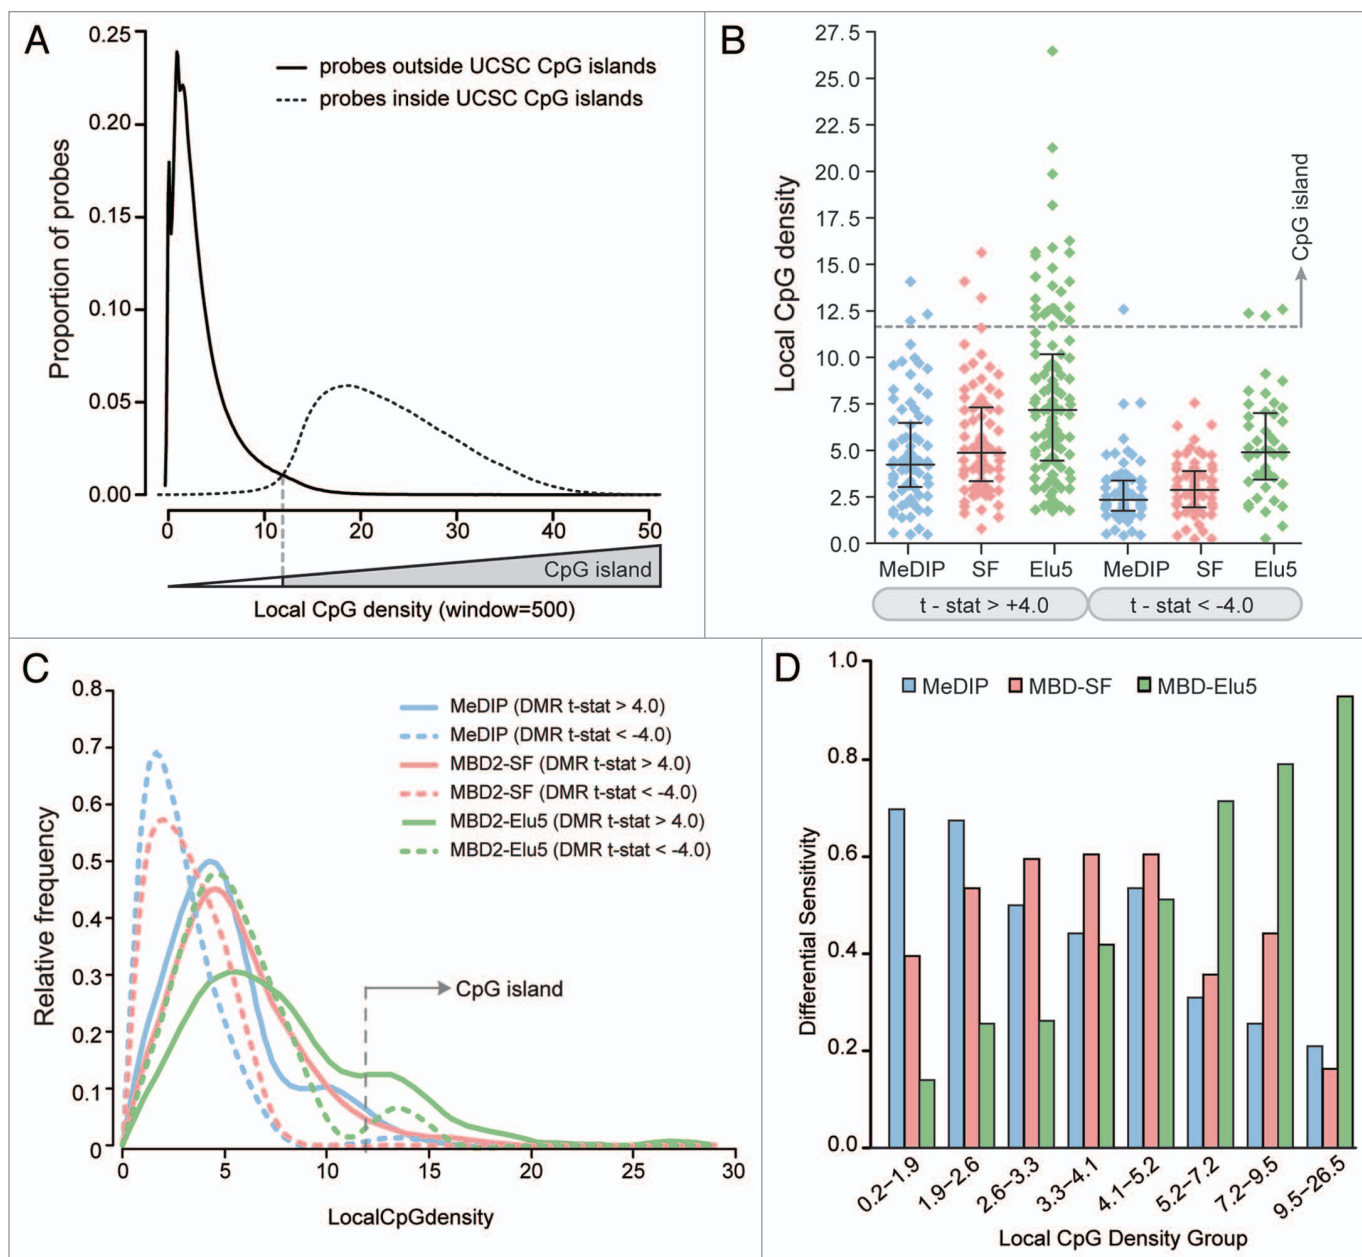 A
0.25
0.20
0.15
0.10
0.05
0.00
Proportion of probes
probes outside UCSC CpG islands
probes inside UCSC CpG islands
0 10 20 30 40 50
CpG island
Local CpG density (window=500)
B
27.5
25.0
22.5
20.0
17.5
15.0
12.5
10.0
7.5
5.0
2.5
0.0
Local CpG density
CpG island
MeDIP SF Elu5 MeDIP SF Elu5
t - stat > +4.0 t - stat < -4.0
C
0.8
0.7
0.6
0.5
0.4
0.3
0.2
0.1
0
Relative frequency
MeDIP (DMR t-stat > 4.0)
MeDIP (DMR t-stat < -4.0)
MBD2-SF (DMR t-stat > 4.0)
MBD2-SF (DMR t-stat < -4.0)
MBD2-Elu5 (DMR t-stat > 4.0)
MBD2-Elu5 (DMR t-stat < -4.0)
CpG island
0 5 10 15 20 25 30
LocalCpGdensity
D
1.0
0.8
0.6
0.4
0.2
0.0
Differential Sensitivity
MeDIP MBD-SF MBD-Elu5
0.2–1.9 1.9–2.6 2.6–3.3 3.3–4.1 4.1–5.2 5.2–7.2 7.2–9.5 9.5–26.5
Local CpG Density Group